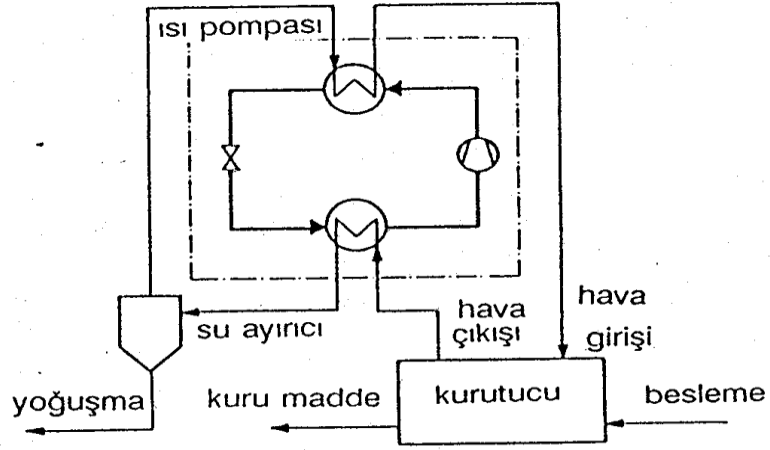 ısı pompası
su ayırıcı
hava
çıkışı
hava
girişi
yoğuşma
kuru madde
kurutucu
besleme